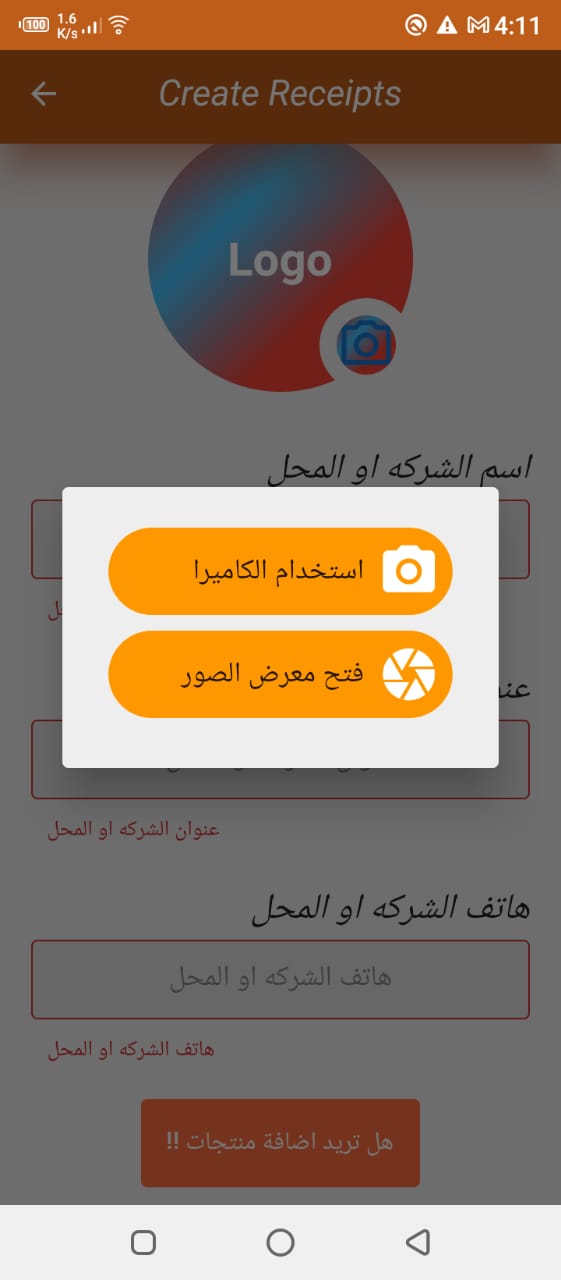 100
1.6
K/s
4:11
Create Receipts
Logo
اسم الشركه او المحل
استخدام الكاميرا
فتح معرض الصور
عنوان الشركه او المحل
هاتف الشركه او المحل
هاتف الشركه او المحل
هاتف الشركه او المحل
هل تريد اضافة منتجات !!